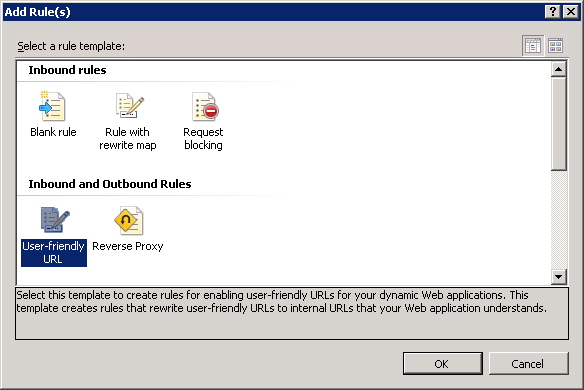 Add Rule(s)
Select a rule template:
Inbound rules
Blank rule
Rule with
rewrite map
Request
blocking
Inbound and Outbound Rules
User-friendly
URL
Reverse Proxy
Select this template to create rules for enabling user-friendly URLs for your dynamic Web applications. This
template creates rules that rewrite user-friendly URLs to internal URLs that your Web application understands.
OK
Cancel